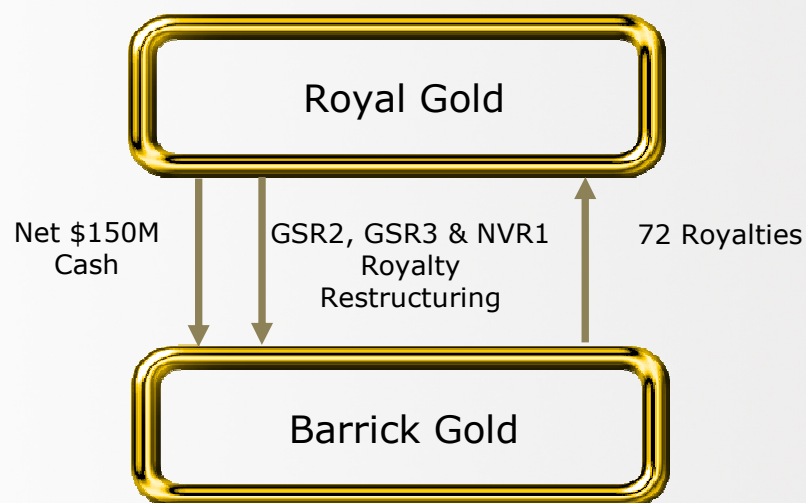 Royal Gold
Net $150M
Cash
GSR2, GSR3 & NVR1
Royalty
Restructuring
72 Royalties
Barrick Gold